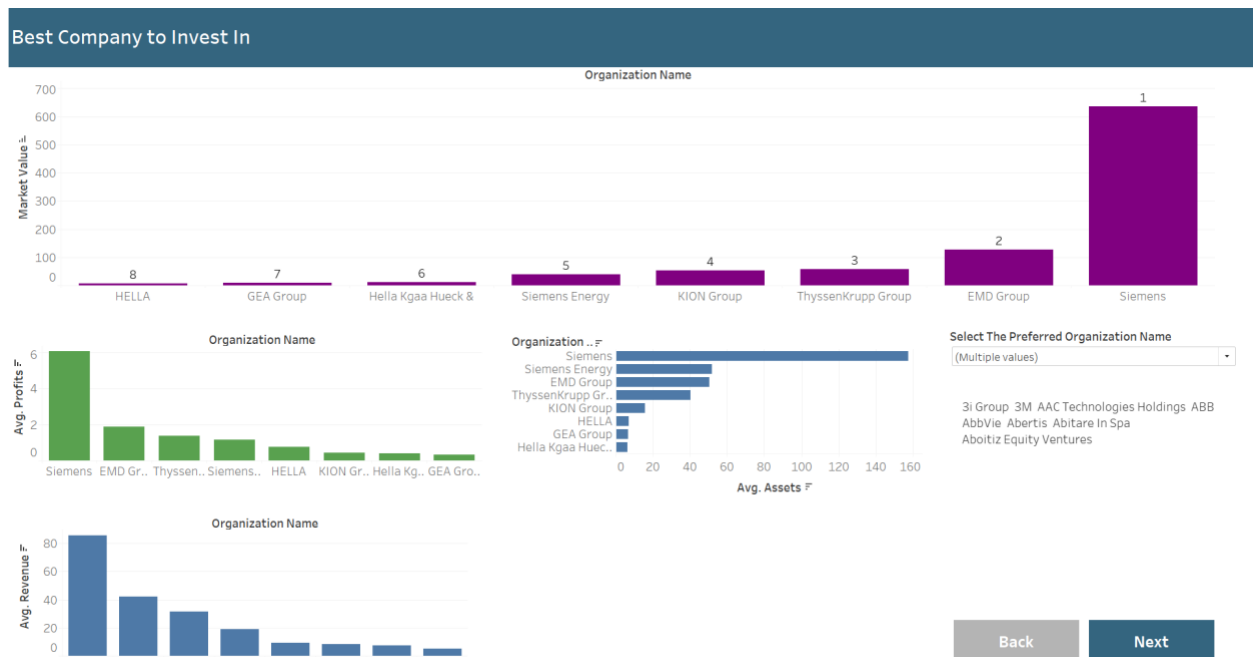 Best Company to Invest In
Organization Name
Market Value
700
600
500
400
300
200
100
0
8
7
6
5
4
3
2
1
HELLA
GEA Group
Hella Kgaa Hueck &
Siemens Energy
KION Group
ThyssenKrupp Group
EMD Group
Siemens
Organization Name
Avg. Profits
6
4
2
0
Siemens
EMD Gr..
Thyssen..
Siemens..
HELLA
KION Gr..
Hella Kg..
GEA Gro..
Organization ..
Siemens
Siemens Energy
EMD Group
ThyssenKrupp Gr..
KION Group
HELLA
GEA Group
Hella Kgaa Huec..
0 20 40 60 80 100 120 140 160
Avg. Assets
Select The Preferred Organization Name
(Multiple values)
3i Group 3M AAC Technologies Holdings ABB
AbbVie Abertis Abitare In Spa
Aboitiz Equity Ventures
Organization Name
Avg. Revenue
80
60
40
20
0
Back
Next